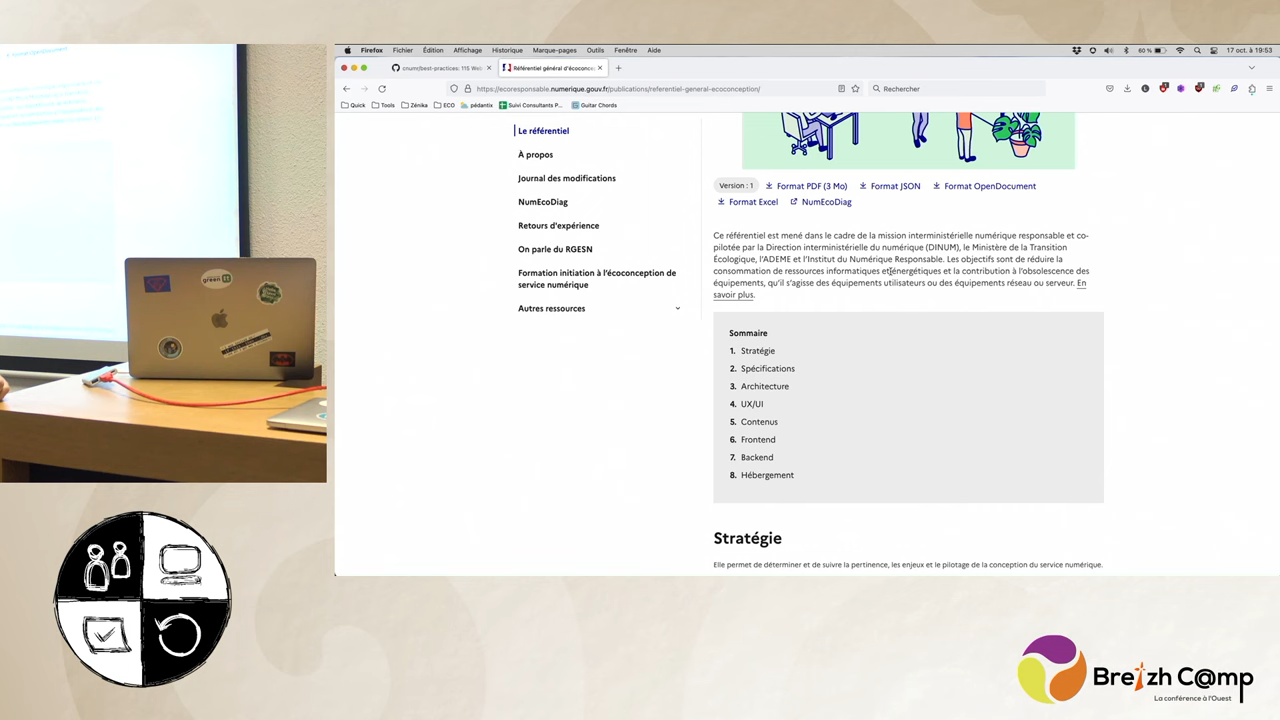 Firefox Fichier Édition Affichage Historique Marque-pages Outils Fenêtre Aide
60 % 17 oct. à 19:53
cnumr/best-practices: 115 Web
Référentiel général d'écoconce
https://ecoresponsable.numerique.gouv.fr/publications/referentiel-general-ecoconception/
Rechercher
Quick Tools Zénika ECO pédantix Suivi Consultants P... Guitar Chords
Le référentiel
À propos
Journal des modifications
NumEcoDiag
Retours d'expérience
On parle du RGESN
Formation initiation à l'écoconception de
service numérique
Autres ressources
Version : 1 Format PDF (3 Mo) Format JSON Format OpenDocument
Format Excel NumEcoDiag
Ce référentiel est mené dans le cadre de la mission interministérielle numérique responsable et co-
pilotée par la Direction interministérielle du numérique (DINUM), le Ministère de la Transition
Écologique, l'ADEME et l'Institut du Numérique Responsable. Les objectifs sont de réduire la
consommation de ressources informatiques et énergétiques et la contribution à l'obsolescence des
équipements, qu'il s'agisse des équipements utilisateurs ou des équipements réseau ou serveur. En
savoir plus.
Sommaire
1. Stratégie
2. Spécifications
3. Architecture
4. UX/UI
5. Contenus
6. Frontend
7. Backend
8. Hébergement
Stratégie
Elle permet de déterminer et de suivre la pertinence, les enjeux et le pilotage de la conception du service numérique.
green IT
Breizh C@mp
La conférence à l'Ouest